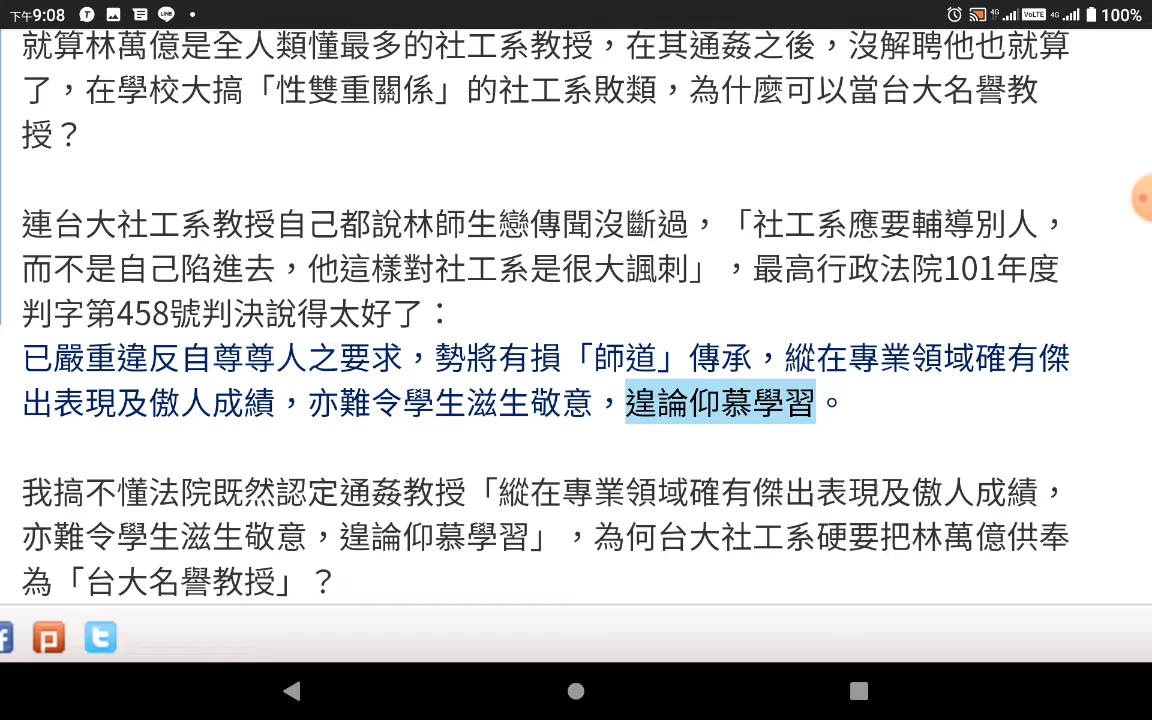 下午9:08 4G VoLTE 4G 100%
就算林萬億是全人類懂最多的社工系教授，在其通姦之後，沒解聘他也就算
了，在學校大搞「性雙重關係」的社工系敗類，為什麼可以當台大名譽教
授？
連台大社工系教授自己都說林師生戀傳聞沒斷過，「社工系應要輔導別人，
而不是自己陷進去，他這樣對社工系是很大諷刺」，最高行政法院101年度
判字第458號判決說得太好了：
已嚴重違反自尊尊人之要求，勢將有損「師道」傳承，縱在專業領域確有傑
出表現及傲人成績，亦難令學生滋生敬意，遑論仰慕學習。
我搞不懂法院既然認定通姦教授「縱在專業領域確有傑出表現及傲人成績，
亦難令學生滋生敬意，遑論仰慕學習」，為何台大社工系硬要把林萬億供奉
為「台大名譽教授」？